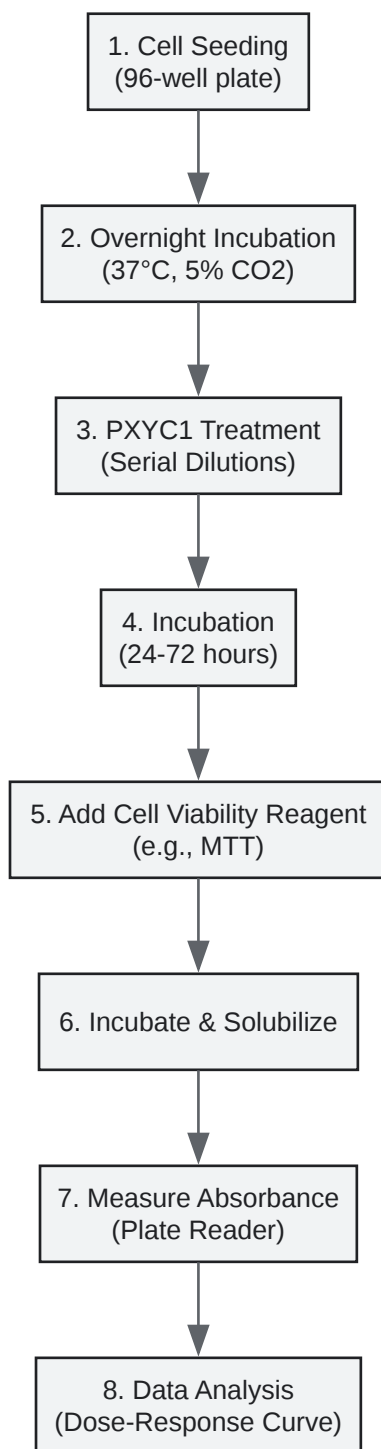 1. Cell Seeding
(96-well plate)
2. Overnight Incubation
(37°C, 5% CO2)
3. PXYC1 Treatment
(Serial Dilutions)
4. Incubation
(24-72 hours)
5. Add Cell Viability Reagent
(e.g., MTT)
6. Incubate & Solubilize
7. Measure Absorbance
(Plate Reader)
8. Data Analysis
(Dose-Response Curve)